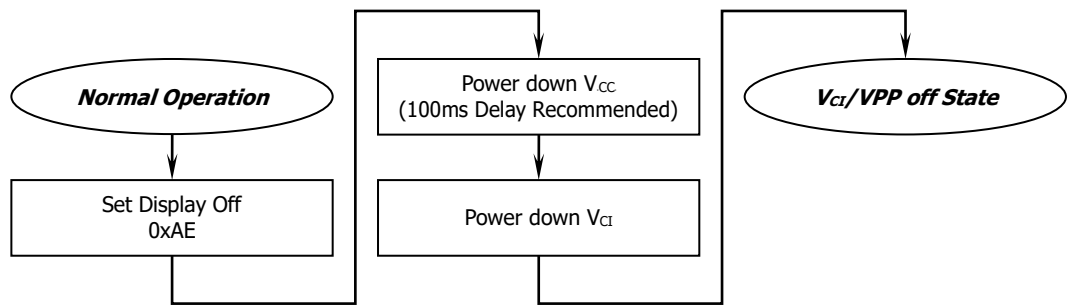 Normal Operation
Set Display Off
0xAE
Power down VCC
(100ms Delay Recommended)
Power down VCI
VCI/VPP off State